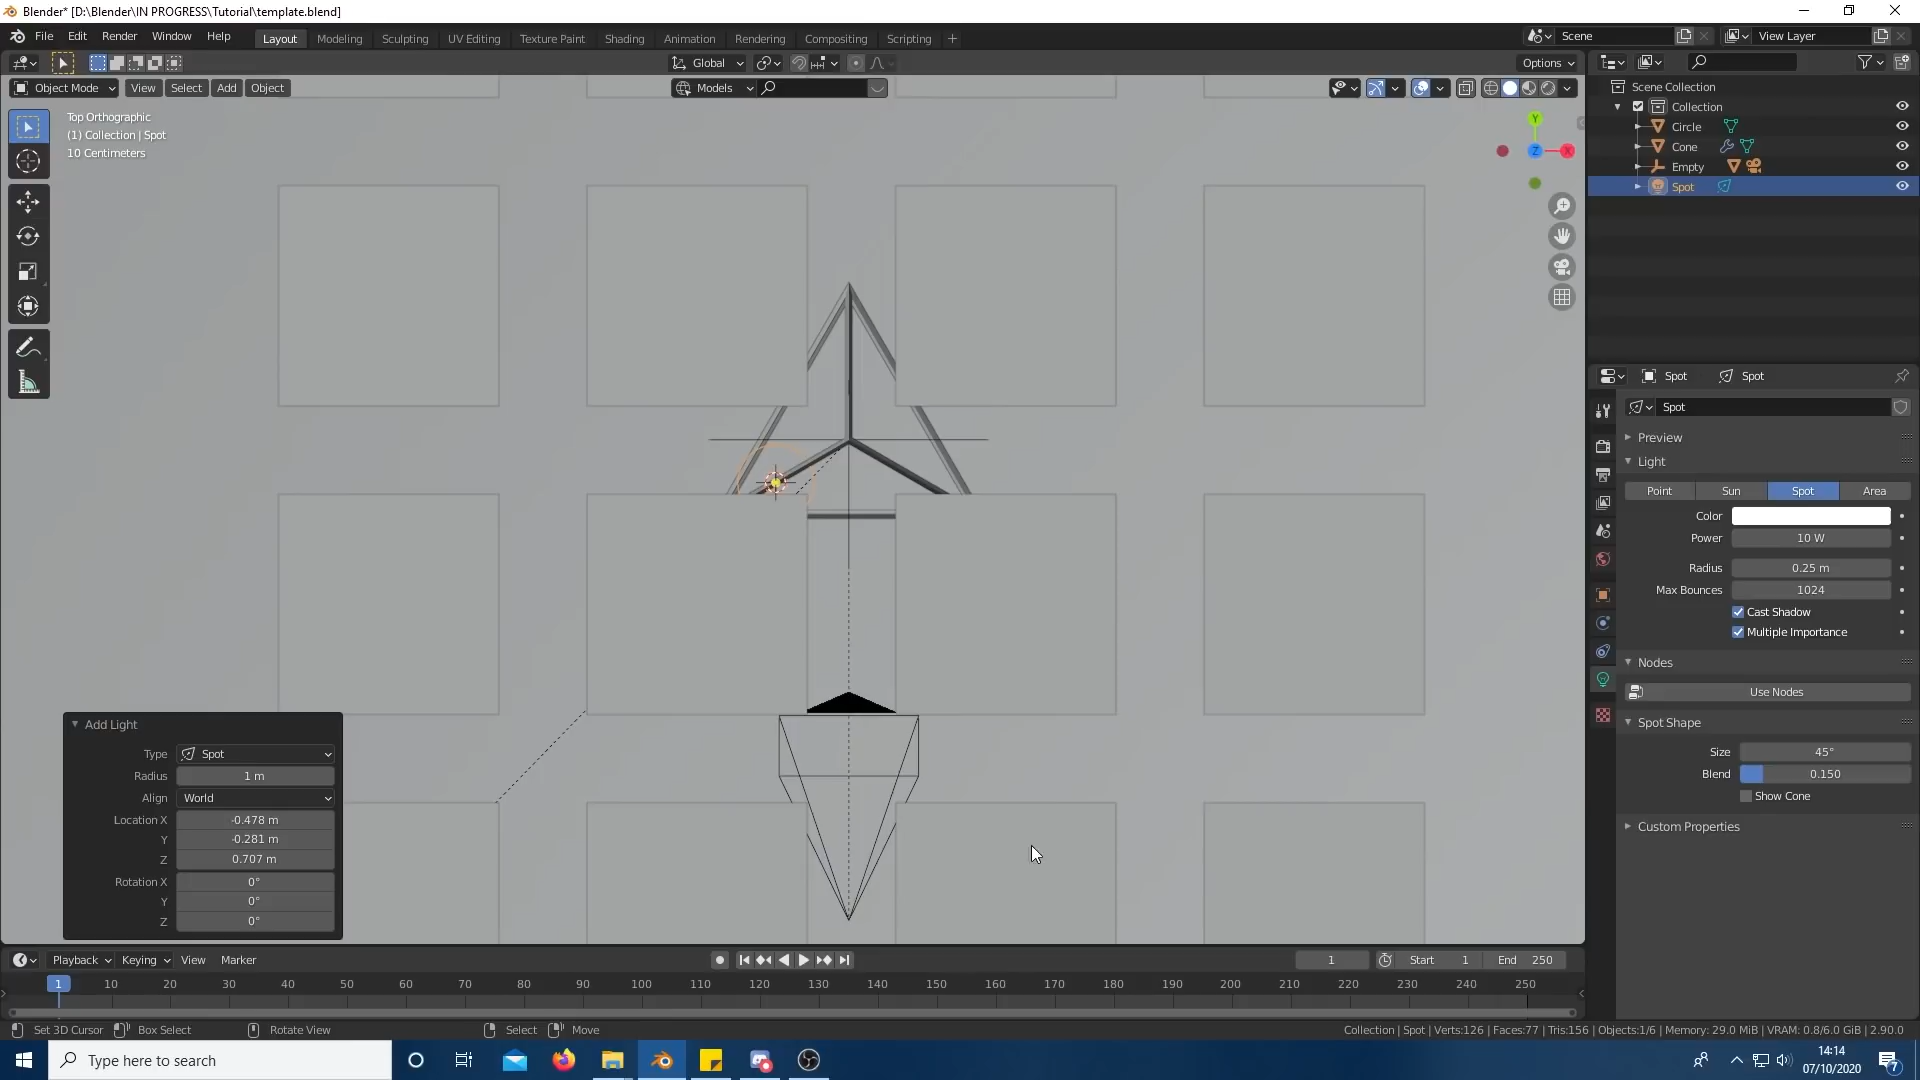 Blender* [D:\Blender\IN PROGRESS\Tutorial\template.blend]
File Edit Render Window Help Layout Modeling Sculpting UV Editing Texture Paint Shading Animation Rendering Compositing Scripting + Scene View Layer
Global Options
Object Mode View Select Add Object Models
Top Orthographic
(1) Collection | Spot
10 Centimeters
Y
Z X
Scene Collection
Collection
Circle
Cone
Empty
Spot
Spot Spot
Spot
Preview
Light
Point Sun Spot Area
Color
Power 10 W
Radius 0.25 m
Max Bounces 1024
Cast Shadow
Multiple Importance
Nodes
Use Nodes
Spot Shape
Size 45°
Blend 0.150
Show Cone
Custom Properties
Add Light
Type Spot
Radius 1 m
Align World
Location X -0.478 m
Y -0.281 m
Z 0.707 m
Rotation X 0°
Y 0°
Z 0°
Playback Keying View Marker 1 Start 1 End 250
1 10 20 30 40 50 60 70 80 90 100 110 120 130 140 150 160 170 180 190 200 210 220 230 240 250
Set 3D Cursor Box Select Rotate View Select Move Collection | Spot | Verts:126 | Faces:77 | Tris:156 | Objects:1/6 | Memory: 29.0 MiB | VRAM: 0.8/6.0 GiB | 2.90.0
Type here to search
14:14
07/10/2020
7